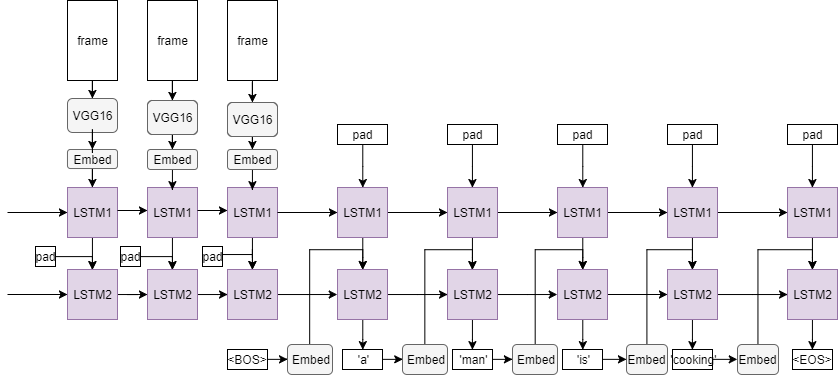 frame frame frame
VGG16 VGG16 VGG16
pad pad pad pad pad
Embed Embed Embed
LSTM1 LSTM1 LSTM1 LSTM1 LSTM1 LSTM1 LSTM1 LSTM1
pad pad pad
LSTM2 LSTM2 LSTM2 LSTM2 LSTM2 LSTM2 LSTM2 LSTM2
<BOS> Embed 'a' Embed 'man' Embed 'is' Embed 'cooking' Embed <EOS>